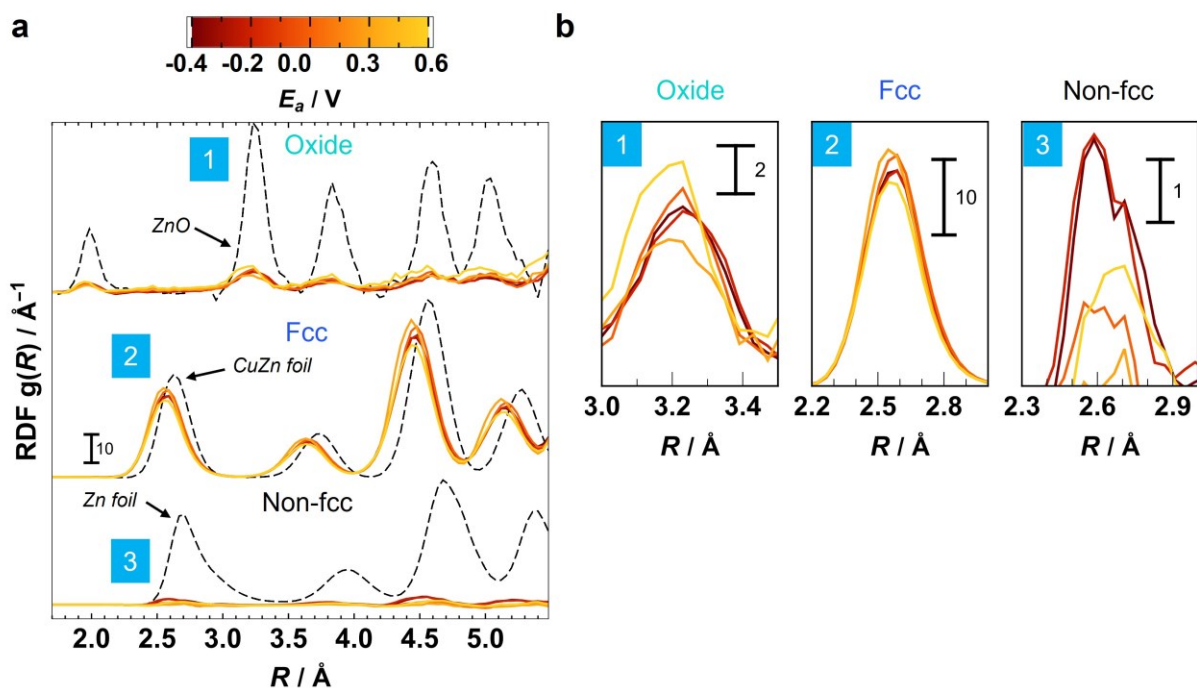 a
-0.4 -0.2 0.0 0.3 0.6
Ea / V
Oxide
1
ZnO
Fcc
2
CuZn foil
10
Zn foil
Non-fcc
3
RDF g(R) / Å⁻¹
2.0 2.5 3.0 3.5 4.0 4.5 5.0
R / Å
b
Oxide Fcc Non-fcc
1 2 3
2 10 1
3.0 3.4 2.2 2.5 2.8 2.3 2.6 2.9
R / Å R / Å R / Å